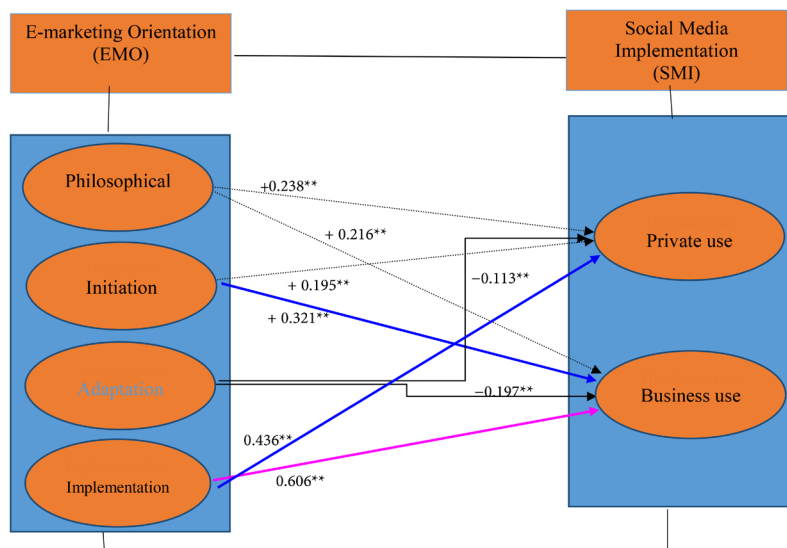 E-marketing Orientation
(EMO)
Social Media
Implementation
(SMI)
Philosophical
+0.238**
+ 0.216**
Private use
Initiation
+ 0.195**
−0.113**
+ 0.321**
Adaptation
−0.197**
Business use
0.436**
Implementation
0.606**